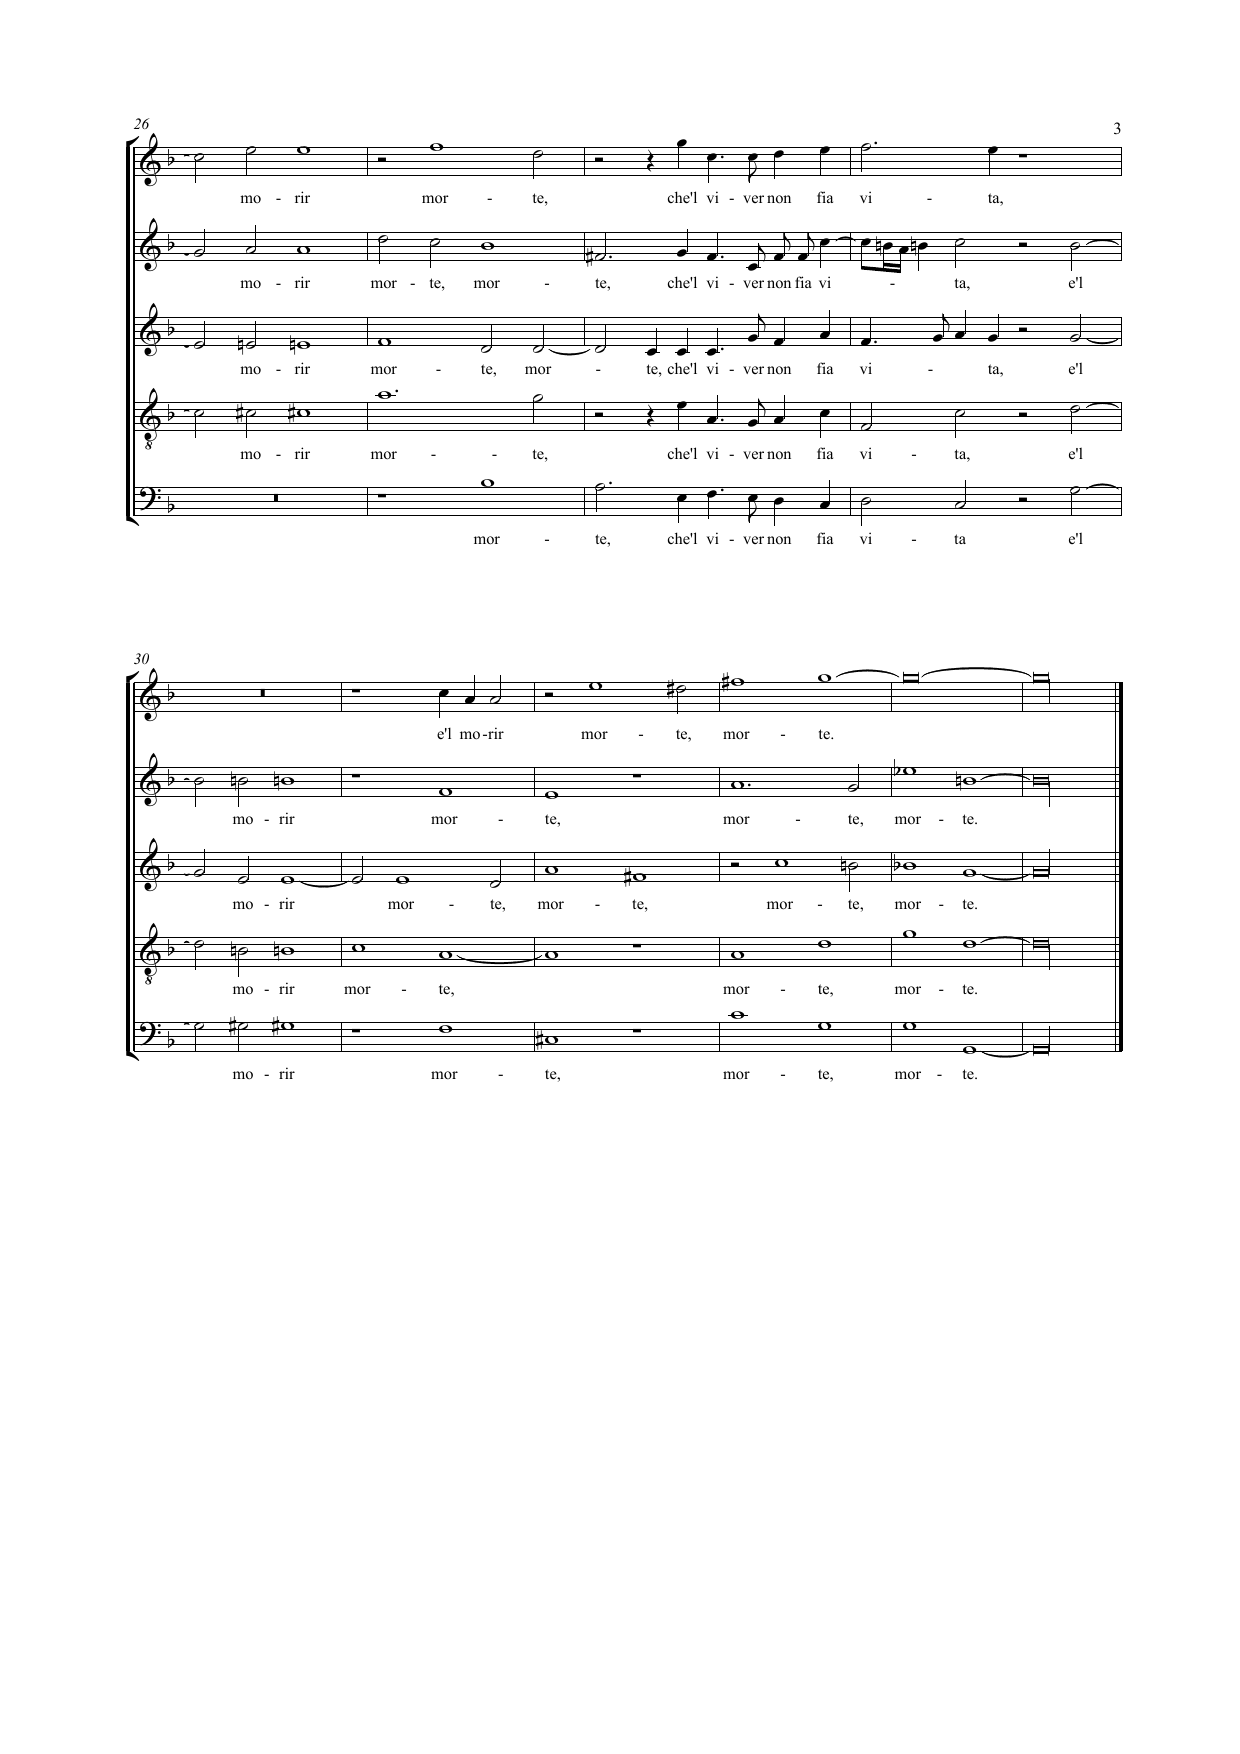 26
3
mo - rir mor - te, che'l vi - ver non fia vi - ta,
mo - rir mor - te, mor - te, che'l vi - ver non fia vi - ta, e'l
mo - rir mor - te, mor - te, che'l vi - ver non fia vi - ta, e'l
mo - rir mor - - te, che'l vi - ver non fia vi - ta, e'l
mor - te, che'l vi - ver non fia vi - ta e'l
30
e'l mo - rir mor - te, mor - te.
mo - rir mor - te, mor - te, mor - te.
mo - rir mor - te, mor - te, mor - te, mor - te.
mo - rir mor - te, mor - te, mor - te.
mo - rir mor - te, mor - te, mor - te.